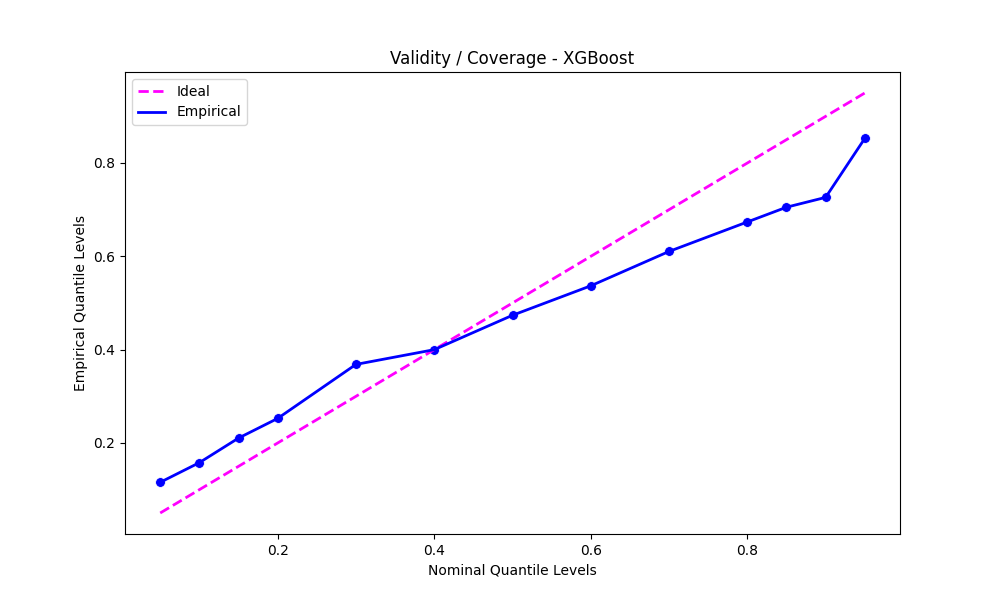 Validity / Coverage - XGBoost
Ideal
Empirical
Empirical Quantile Levels
0.8
0.6
0.4
0.2
0.2 0.4 0.6 0.8
Nominal Quantile Levels